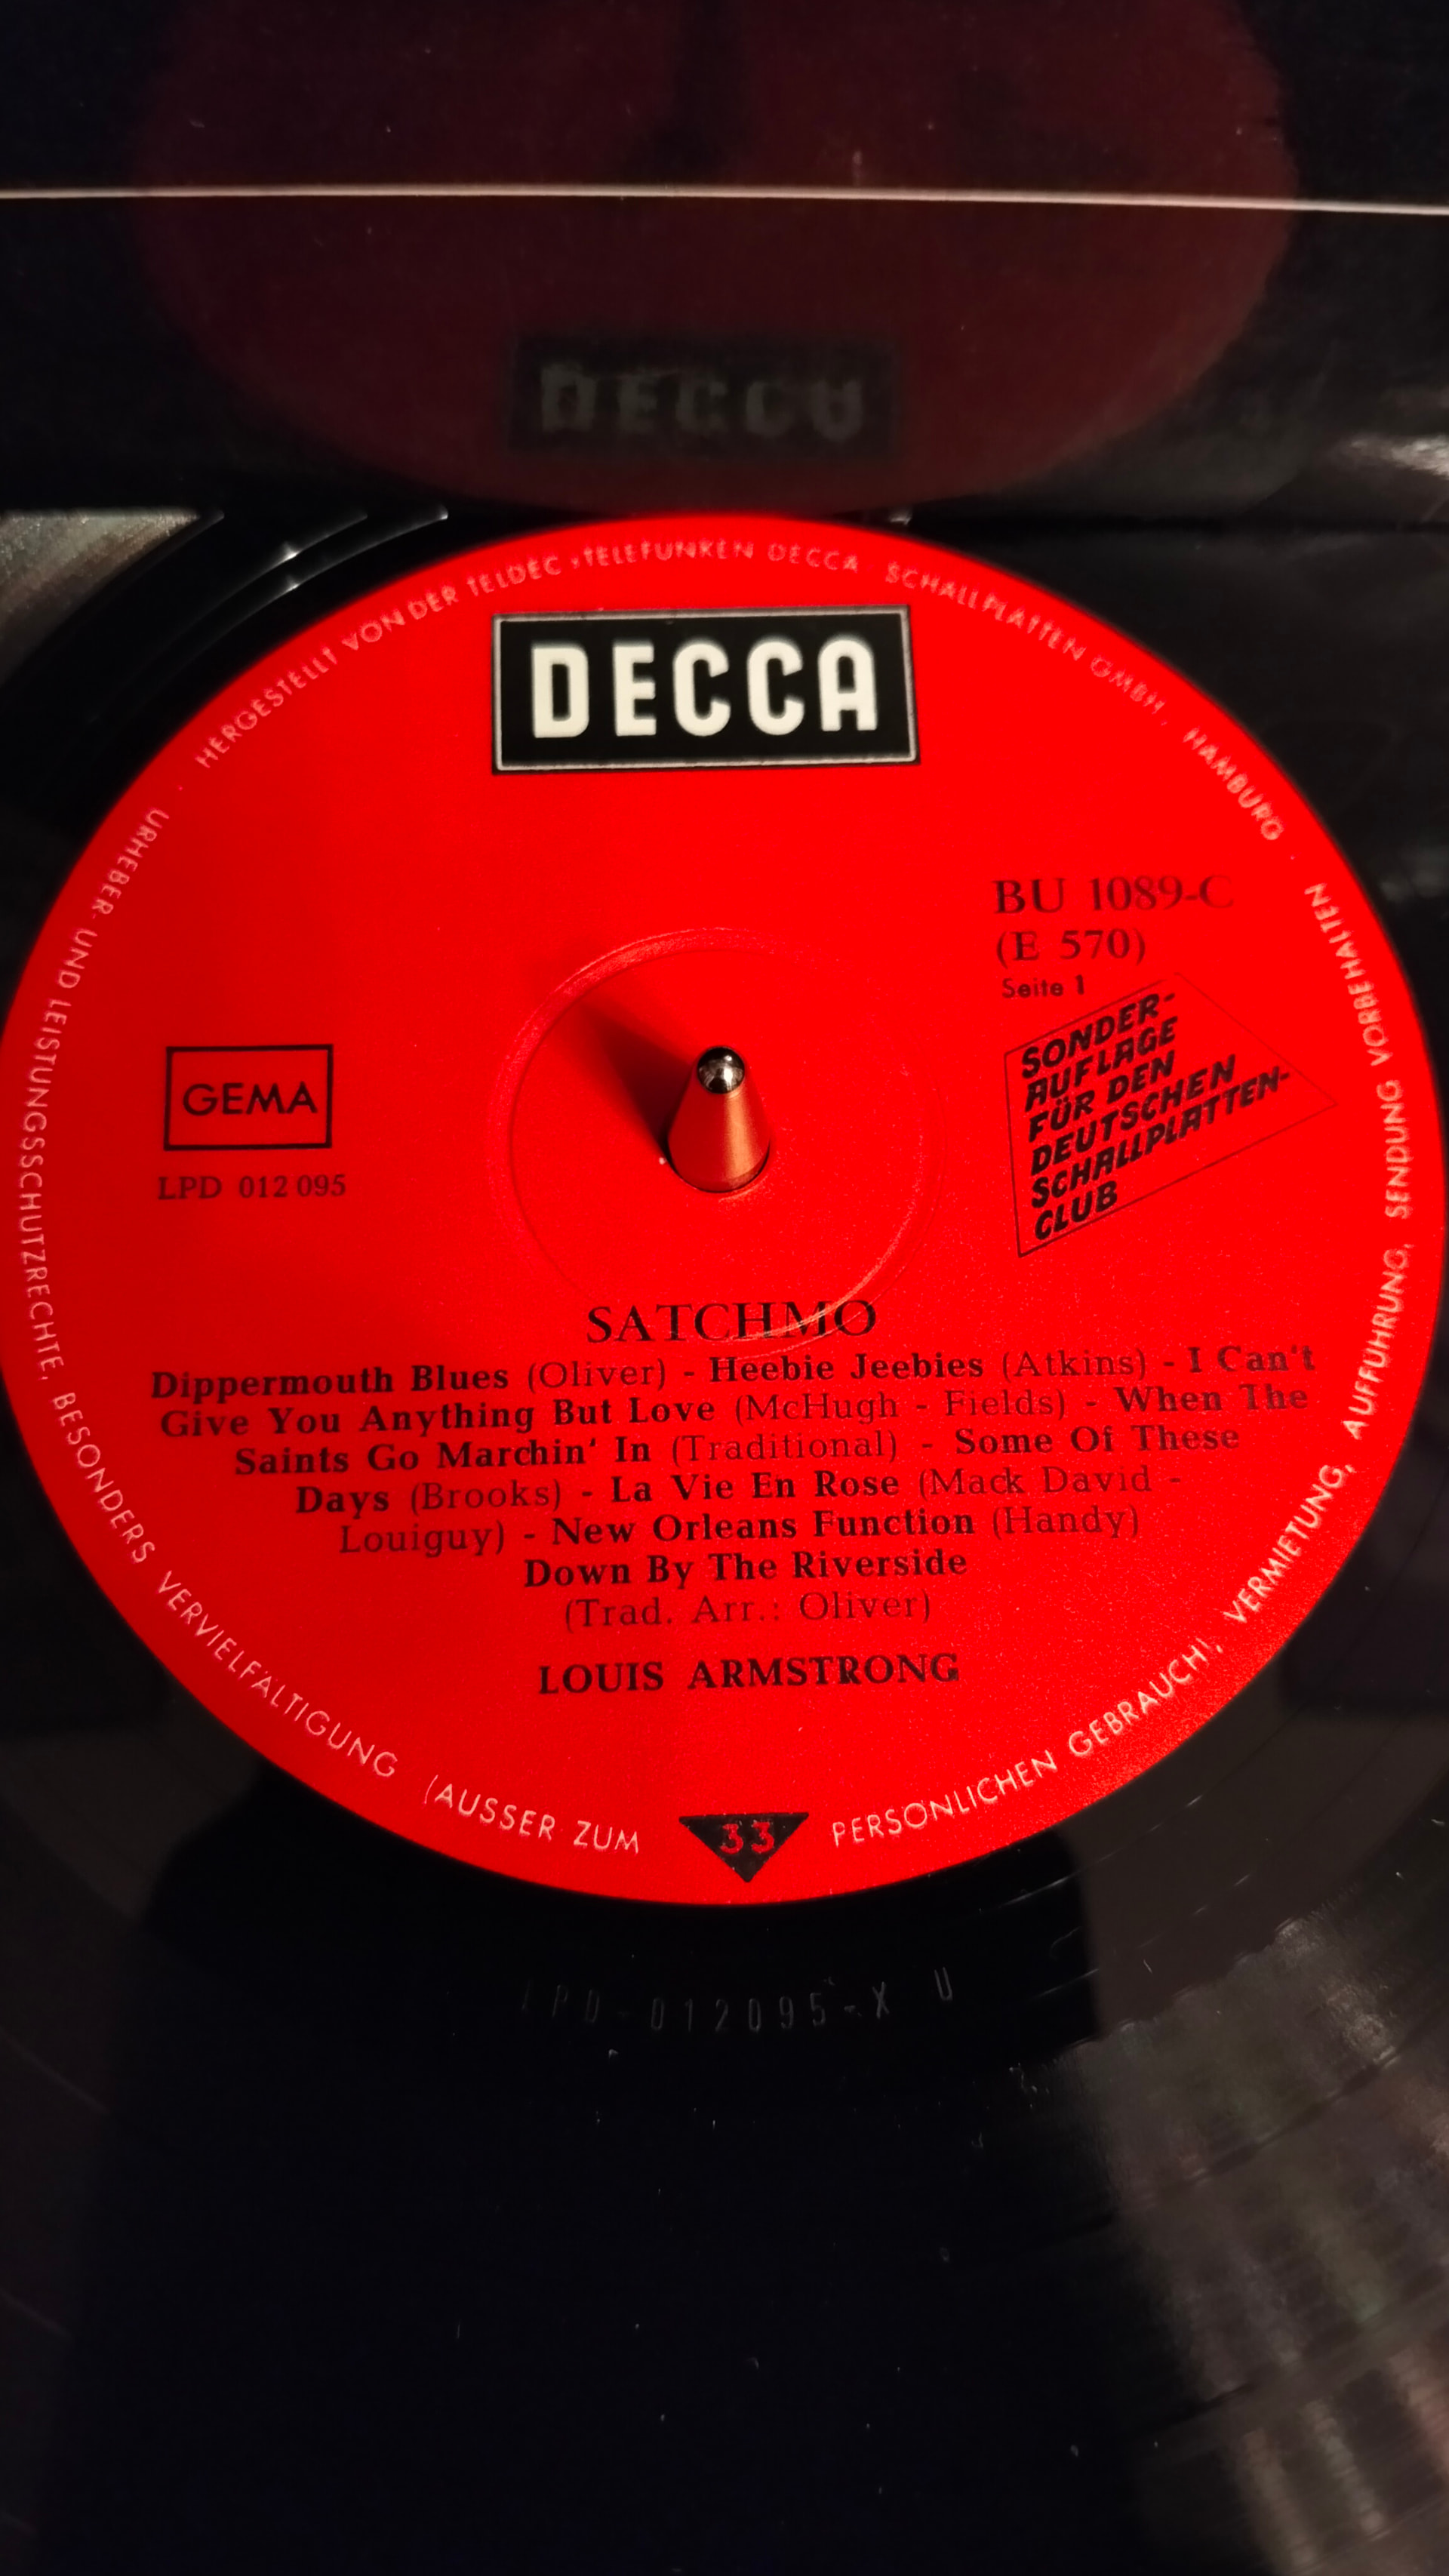 DECCA
HERGESTELLT VON DER TELDEC »TELEFUNKEN DECCA SCHALLPLATTEN GMBH., HAMBURG ·
URHEBER- UND LEISTUNGSSCHUTZRECHTE, BESONDERS VERVIELFÄLTIGUNG (AUSSER ZUM PERSÖNLICHEN GEBRAUCH!, VERMIETUNG, AUFFÜHRUNG, SENDUNG VORBEHALTEN
DECCA
BU 1089-C
(E 570)
Seite 1
SONDER-
AUFLAGE
FÜR DEN
DEUTSCHEN
SCHALLPLATTEN-
CLUB
GEMA
LPD 012 095
SATCHMO
Dippermouth Blues (Oliver) - Heebie Jeebies (Atkins) - I Can't
Give You Anything But Love (McHugh - Fields) - When The
Saints Go Marchin' In (Traditional) - Some Of These
Days (Brooks) - La Vie En Rose (Mack David -
Louiguy) - New Orleans Function (Handy)
Down By The Riverside
(Trad. Arr.: Oliver)
LOUIS ARMSTRONG
33
LPD-012095-X U